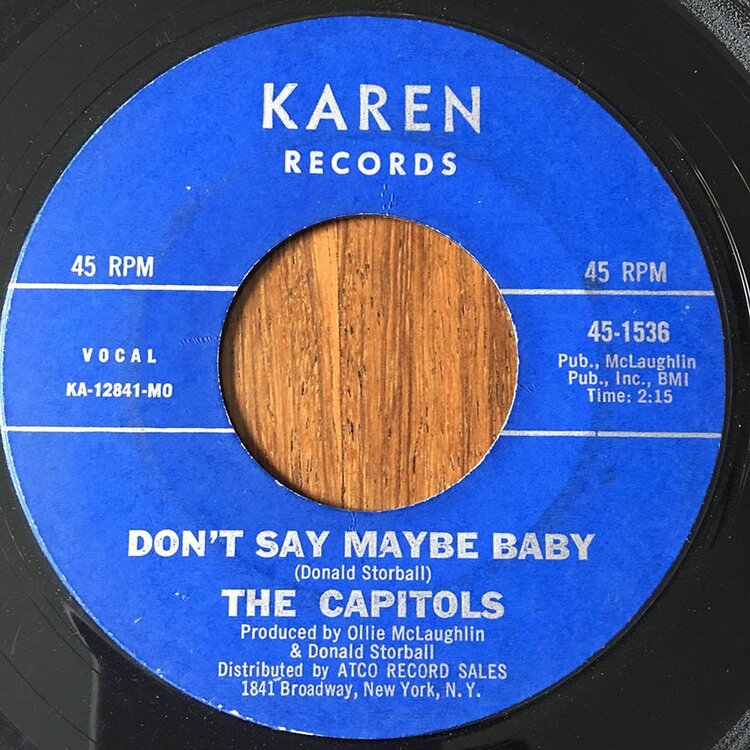 KAREN
RECORDS
45 RPM
45 RPM
VOCAL
KA-12841-MO
45-1536
Pub., McLaughlin
Pub., Inc., BMI
Time: 2:15
DON'T SAY MAYBE BABY
(Donald Storball)
THE CAPITOLS
Produced by Ollie McLaughlin
& Donald Storball
Distributed by ATCO RECORD SALES
1841 Broadway, New York, N.Y.